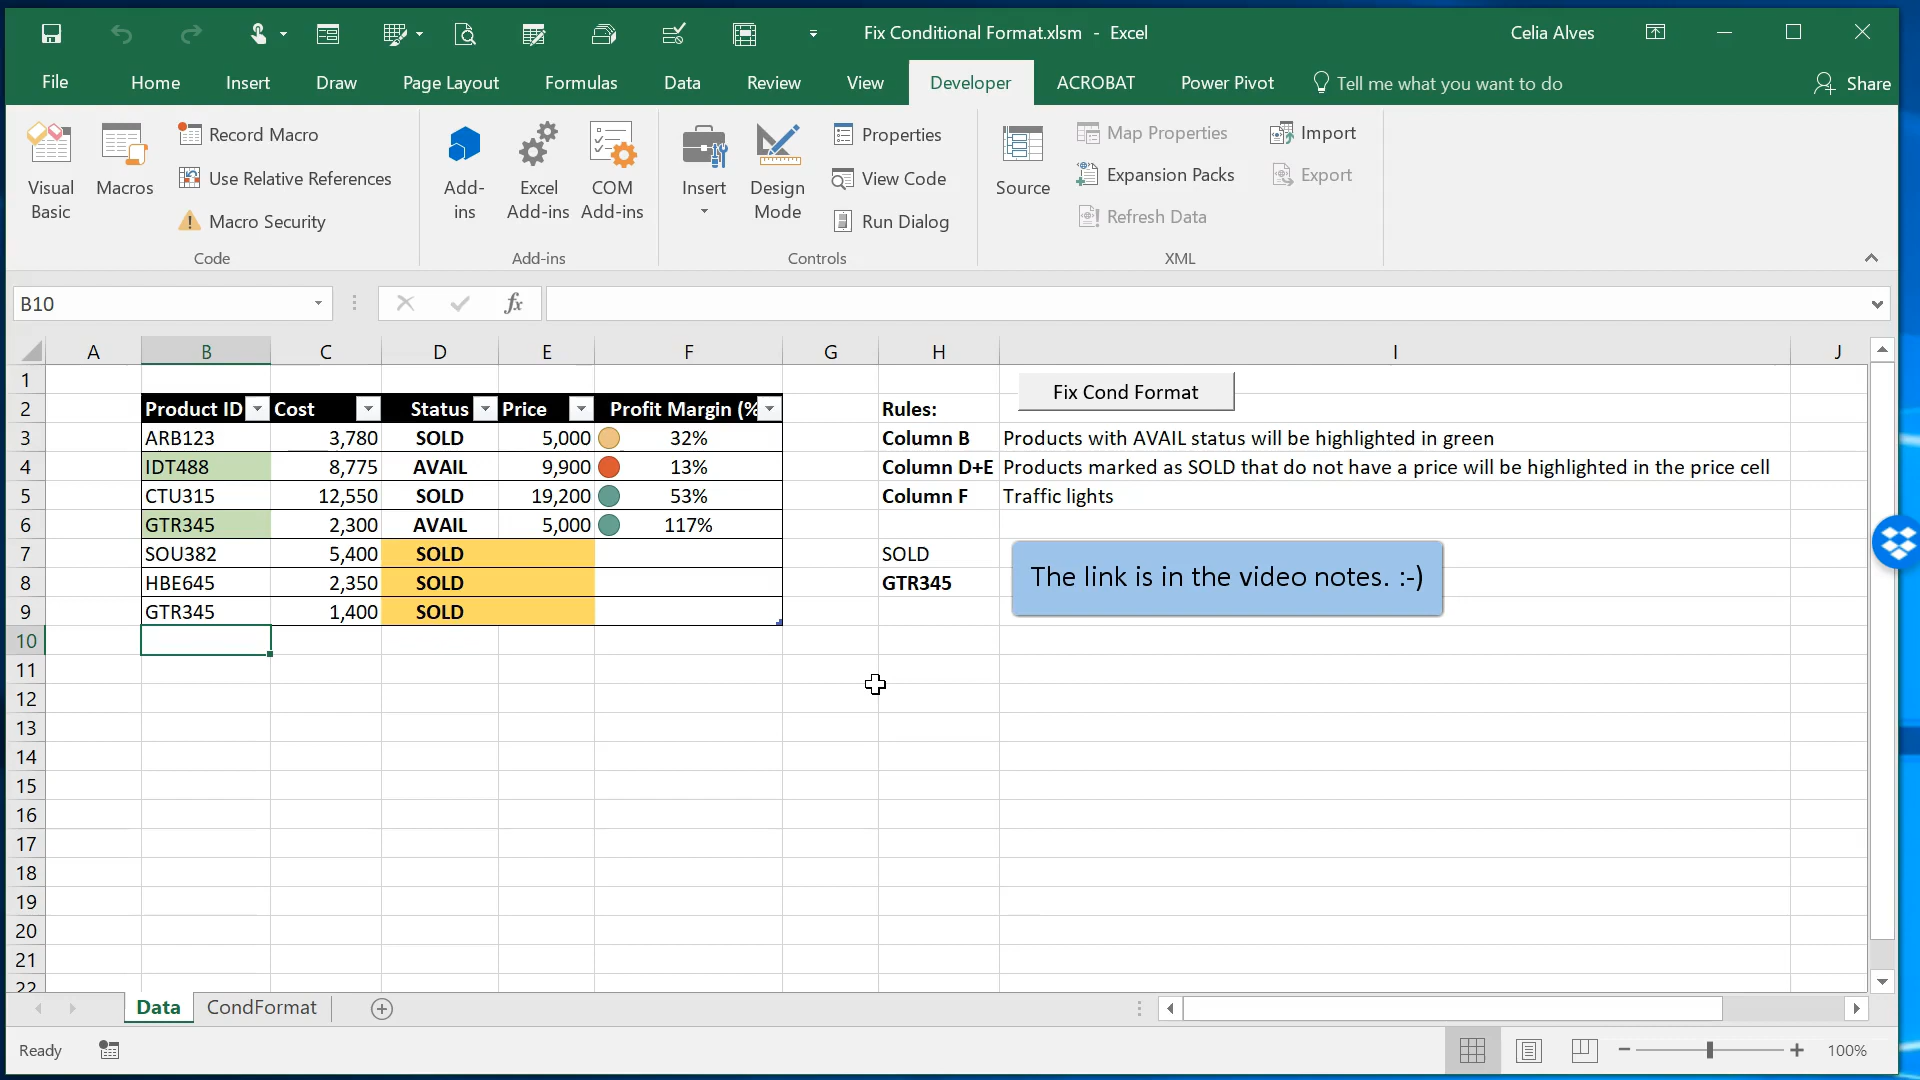 Fix Conditional Format.xlsm - Excel
Celia Alves
File Home Insert Draw Page Layout Formulas Data Review View Developer ACROBAT Power Pivot Tell me what you want to do Share
Visual Basic
Macros
Record Macro
Use Relative References
Macro Security
Code
Add-ins
Excel Add-ins
COM Add-ins
Add-ins
Insert
Design Mode
Properties
View Code
Run Dialog
Controls
Source
Map Properties
Expansion Packs
Refresh Data
Import
Export
XML
B10 fx
A B C D E F G H I J
1 Fix Cond Format
2 Product ID Cost Status Price Profit Margin (% Rules:
3 ARB123 3,780 SOLD 5,000 32% Column B Products with AVAIL status will be highlighted in green
4 IDT488 8,775 AVAIL 9,900 13% Column D+E Products marked as SOLD that do not have a price will be highlighted in the price cell
5 CTU315 12,550 SOLD 19,200 53% Column F Traffic lights
6 GTR345 2,300 AVAIL 5,000 117%
7 SOU382 5,400 SOLD SOLD
8 HBE645 2,350 SOLD GTR345 The link is in the video notes. :-)
9 GTR345 1,400 SOLD
10
11
12
13
14
15
16
17
18
19
20
21
22
Data CondFormat
Ready 100%